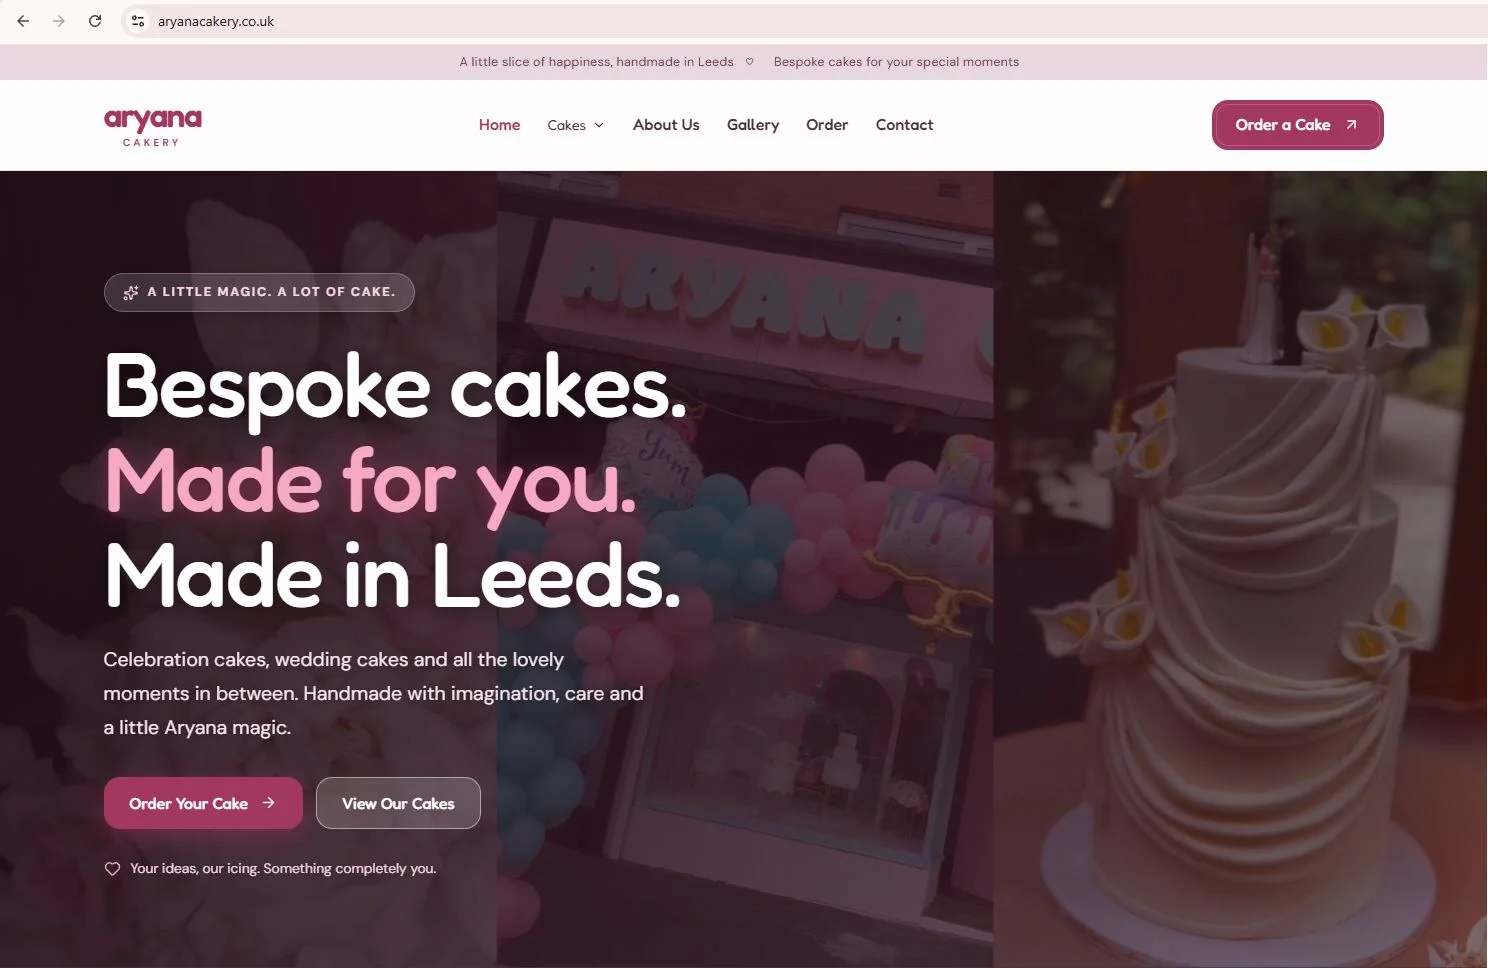 aryanacakery.co.uk
A little slice of happiness, handmade in Leeds ♡ Bespoke cakes for your special moments
aryana
CAKERY
Home Cakes About Us Gallery Order Contact
Order a Cake
ARYANA
A LITTLE MAGIC. A LOT OF CAKE.
Bespoke cakes.
Made for you.
Made in Leeds.
Yum
Celebration cakes, wedding cakes and all the lovely
moments in between. Handmade with imagination, care and
a little Aryana magic.
Order Your Cake
View Our Cakes
Your ideas, our icing. Something completely you.